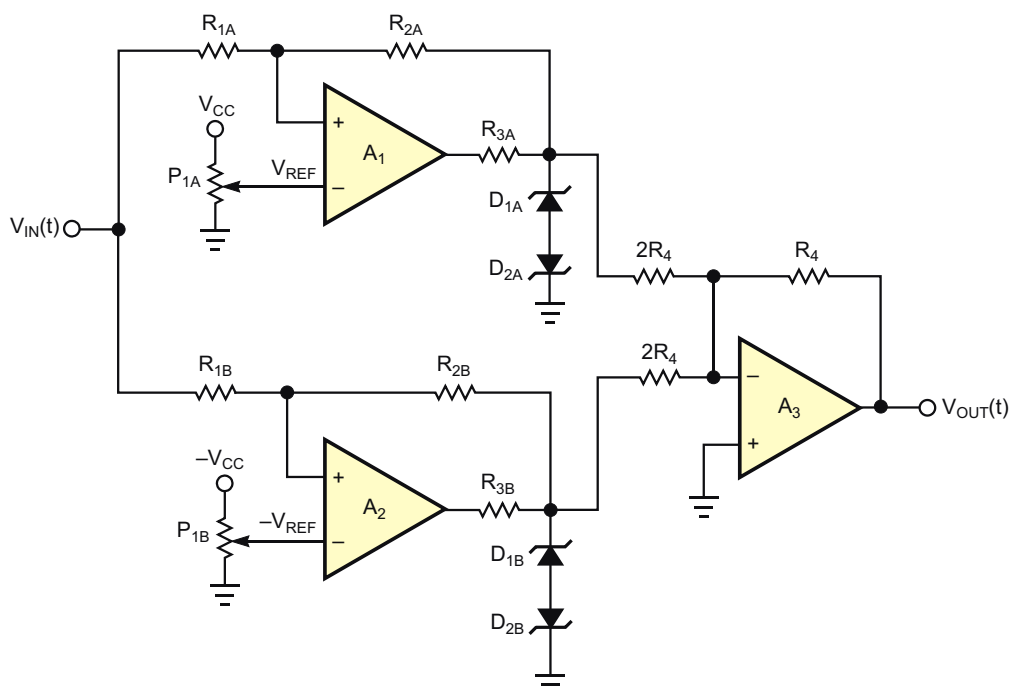 R1A
R2A
VCC
P1A
VREF
+
−
A1
R3A
D1A
D2A
VIN(t)
2R4
R4
R1B
R2B
2R4
−
+
A3
VOUT(t)
−VCC
P1B
−VREF
+
−
A2
R3B
D1B
D2B